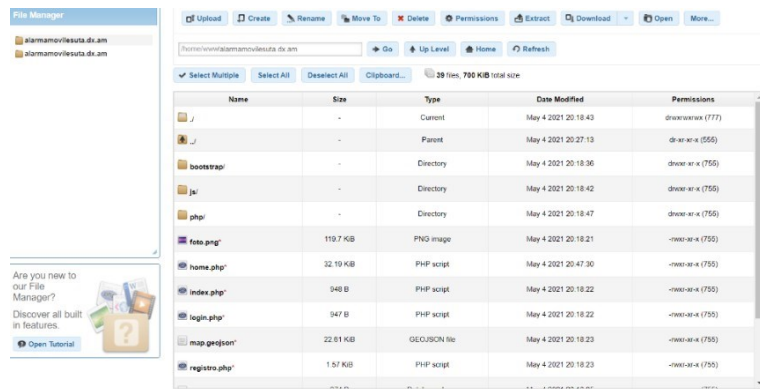 File Manager
alarmamovilesuta.dx.am
alarmamovilesuta.dx.am
Are you new to
our File
Manager?
Discover all built
in features.
Open Tutorial
Upload Create Rename Move To Delete Permissions Extract Download Open More...
/home/www/alarmamovilesuta.dx.am Go Up Level Home Refresh
Select Multiple Select All Deselect All Clipboard... 39 files, 700 KiB total size
Name Size Type Date Modified Permissions
./ - Current May 4 2021 20:18:43 drwxrwxrwx (777)
../ - Parent May 4 2021 20:27:13 dr-xr-xr-x (555)
bootstrap/ - Directory May 4 2021 20:18:36 drwxr-xr-x (755)
js/ - Directory May 4 2021 20:18:42 drwxr-xr-x (755)
php/ - Directory May 4 2021 20:18:47 drwxr-xr-x (755)
foto.png* 119.7 KiB PNG image May 4 2021 20:18:21 -rwxr-xr-x (755)
home.php* 32.19 KiB PHP script May 4 2021 20:47:30 -rwxr-xr-x (755)
index.php* 948 B PHP script May 4 2021 20:18:22 -rwxr-xr-x (755)
login.php* 947 B PHP script May 4 2021 20:18:22 -rwxr-xr-x (755)
map.geojson* 22.61 KiB GEOJSON file May 4 2021 20:18:23 -rwxr-xr-x (755)
registro.php* 1.57 KiB PHP script May 4 2021 20:18:23 -rwxr-xr-x (755)